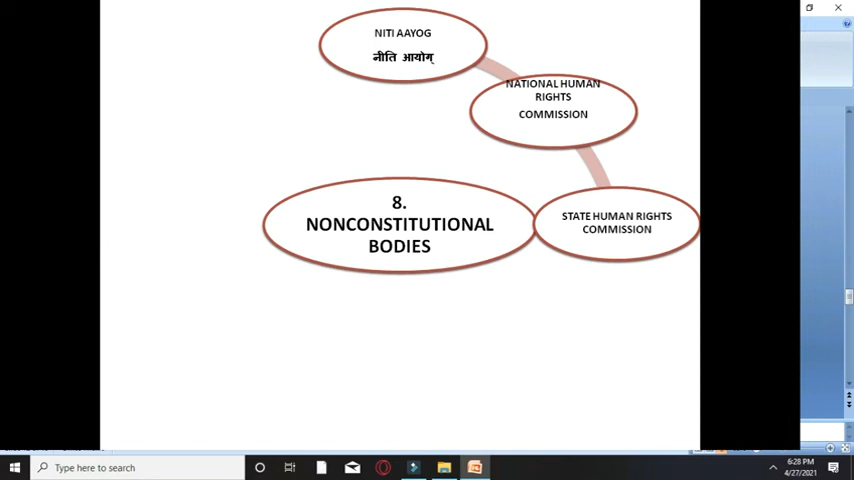 NITI AAYOG
नीति आयोग्
NATIONAL HUMAN
RIGHTS
COMMISSION
8.
NONCONSTITUTIONAL
BODIES
STATE HUMAN RIGHTS
COMMISSION
Type here to search
6:28 PM
4/27/2021